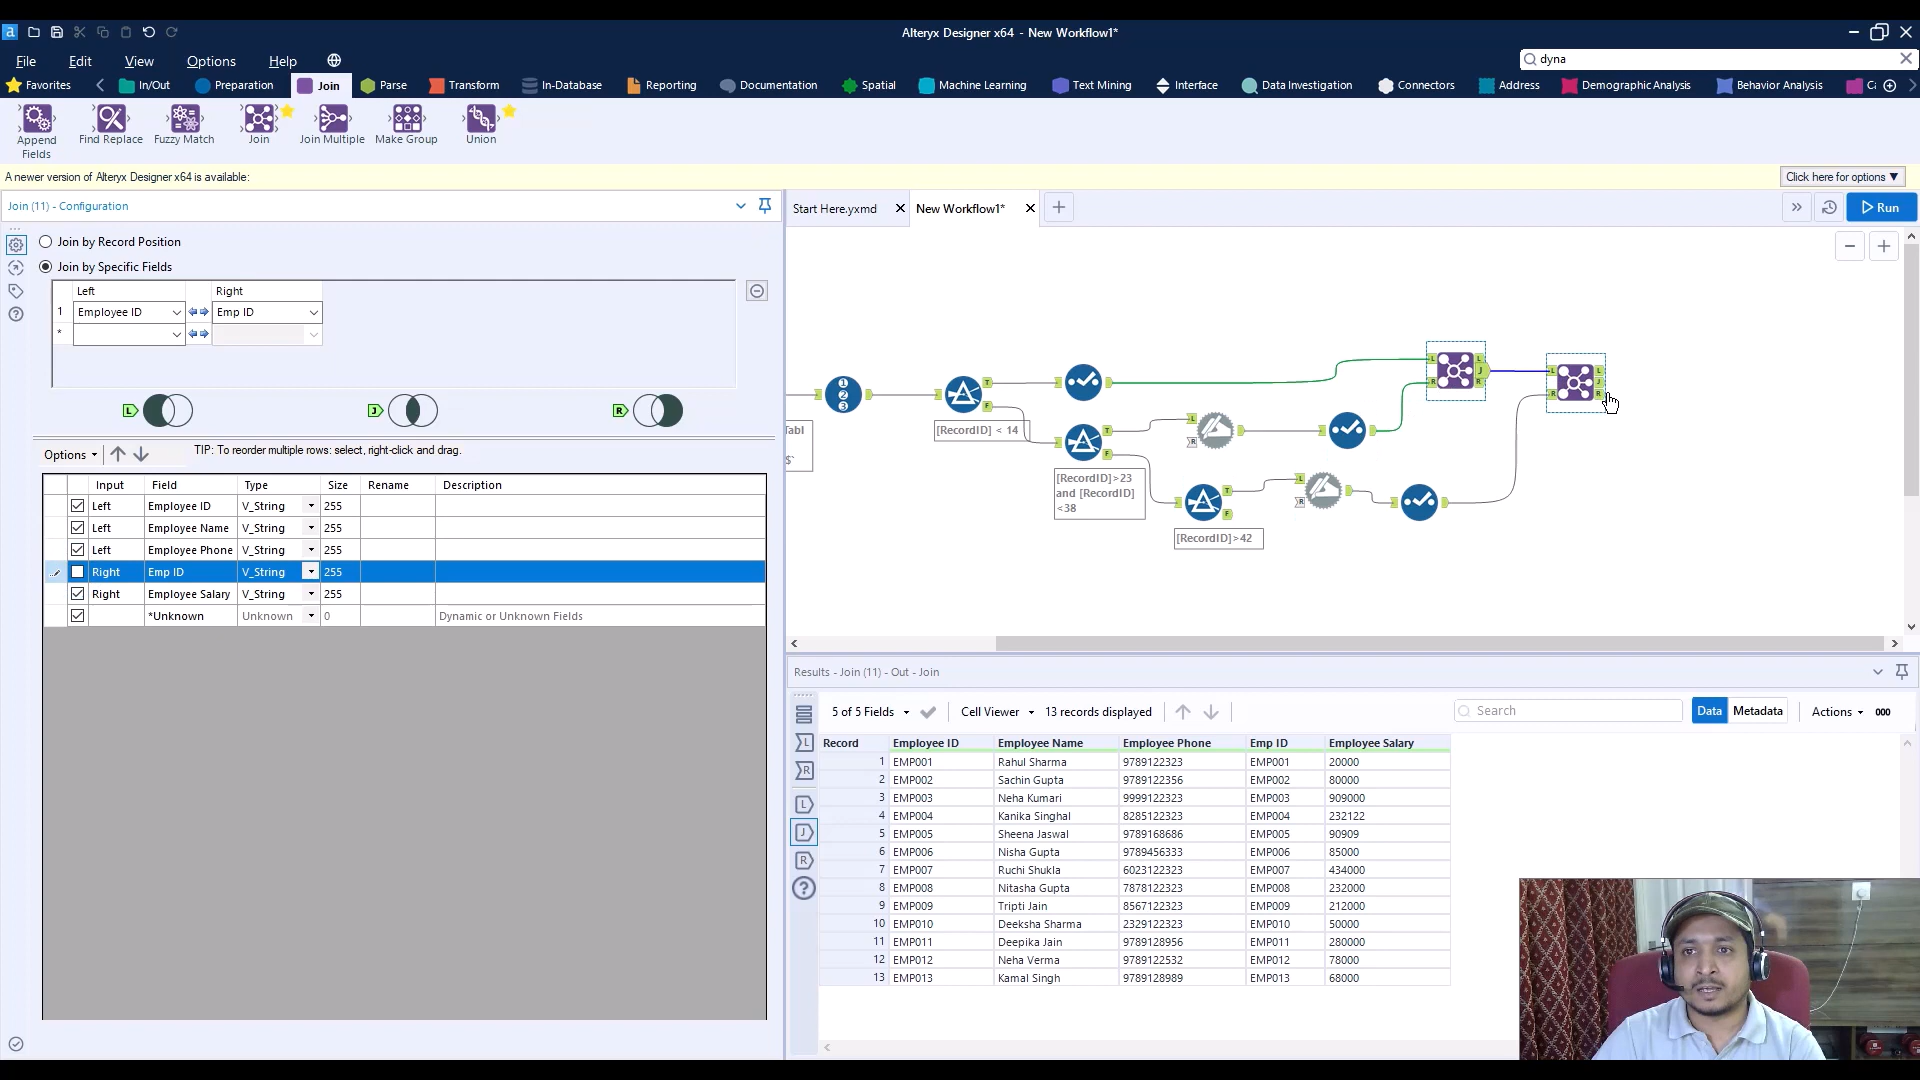 Alteryx Designer x64 - New Workflow1*
File Edit View Options Help
dyna
Favorites In/Out Preparation Join Parse Transform In-Database Reporting Documentation Spatial Machine Learning Text Mining Interface Data Investigation Connectors Address Demographic Analysis Behavior Analysis Ca
Append Fields
Find Replace
Fuzzy Match
Join
Join Multiple
Make Group
Union
A newer version of Alteryx Designer x64 is available:
Click here for options ▼
Join (11) - Configuration
Start Here.yxmd
New Workflow1*
Run
Join by Record Position
Join by Specific Fields
Left Right
1 Employee ID Emp ID
*
L J R
Options
TIP: To reorder multiple rows: select, right-click and drag.
Input Field Type Size Rename Description
Left Employee ID V_String 255
Left Employee Name V_String 255
Left Employee Phone V_String 255
Right Emp ID V_String 255
Right Employee Salary V_String 255
*Unknown Unknown 0 Dynamic or Unknown Fields
Tabl
$`
[RecordID] < 14
[RecordID]>23
and [RecordID]
<38
[RecordID]>42
Results - Join (11) - Out - Join
5 of 5 Fields Cell Viewer 13 records displayed Search Data Metadata Actions 000
Record Employee ID Employee Name Employee Phone Emp ID Employee Salary
1 EMP001 Rahul Sharma 9789122323 EMP001 20000
2 EMP002 Sachin Gupta 9789122356 EMP002 80000
3 EMP003 Neha Kumari 9999122323 EMP003 909000
4 EMP004 Kanika Singhal 8285122323 EMP004 232122
5 EMP005 Sheena Jaswal 9789168686 EMP005 90909
6 EMP006 Nisha Gupta 9789456333 EMP006 85000
7 EMP007 Ruchi Shukla 6023122323 EMP007 434000
8 EMP008 Nitasha Gupta 7878122323 EMP008 232000
9 EMP009 Tripti Jain 8567122323 EMP009 212000
10 EMP010 Deeksha Sharma 2329122323 EMP010 50000
11 EMP011 Deepika Jain 9789128956 EMP011 280000
12 EMP012 Neha Verma 9789122532 EMP012 78000
13 EMP013 Kamal Singh 9789128989 EMP013 68000